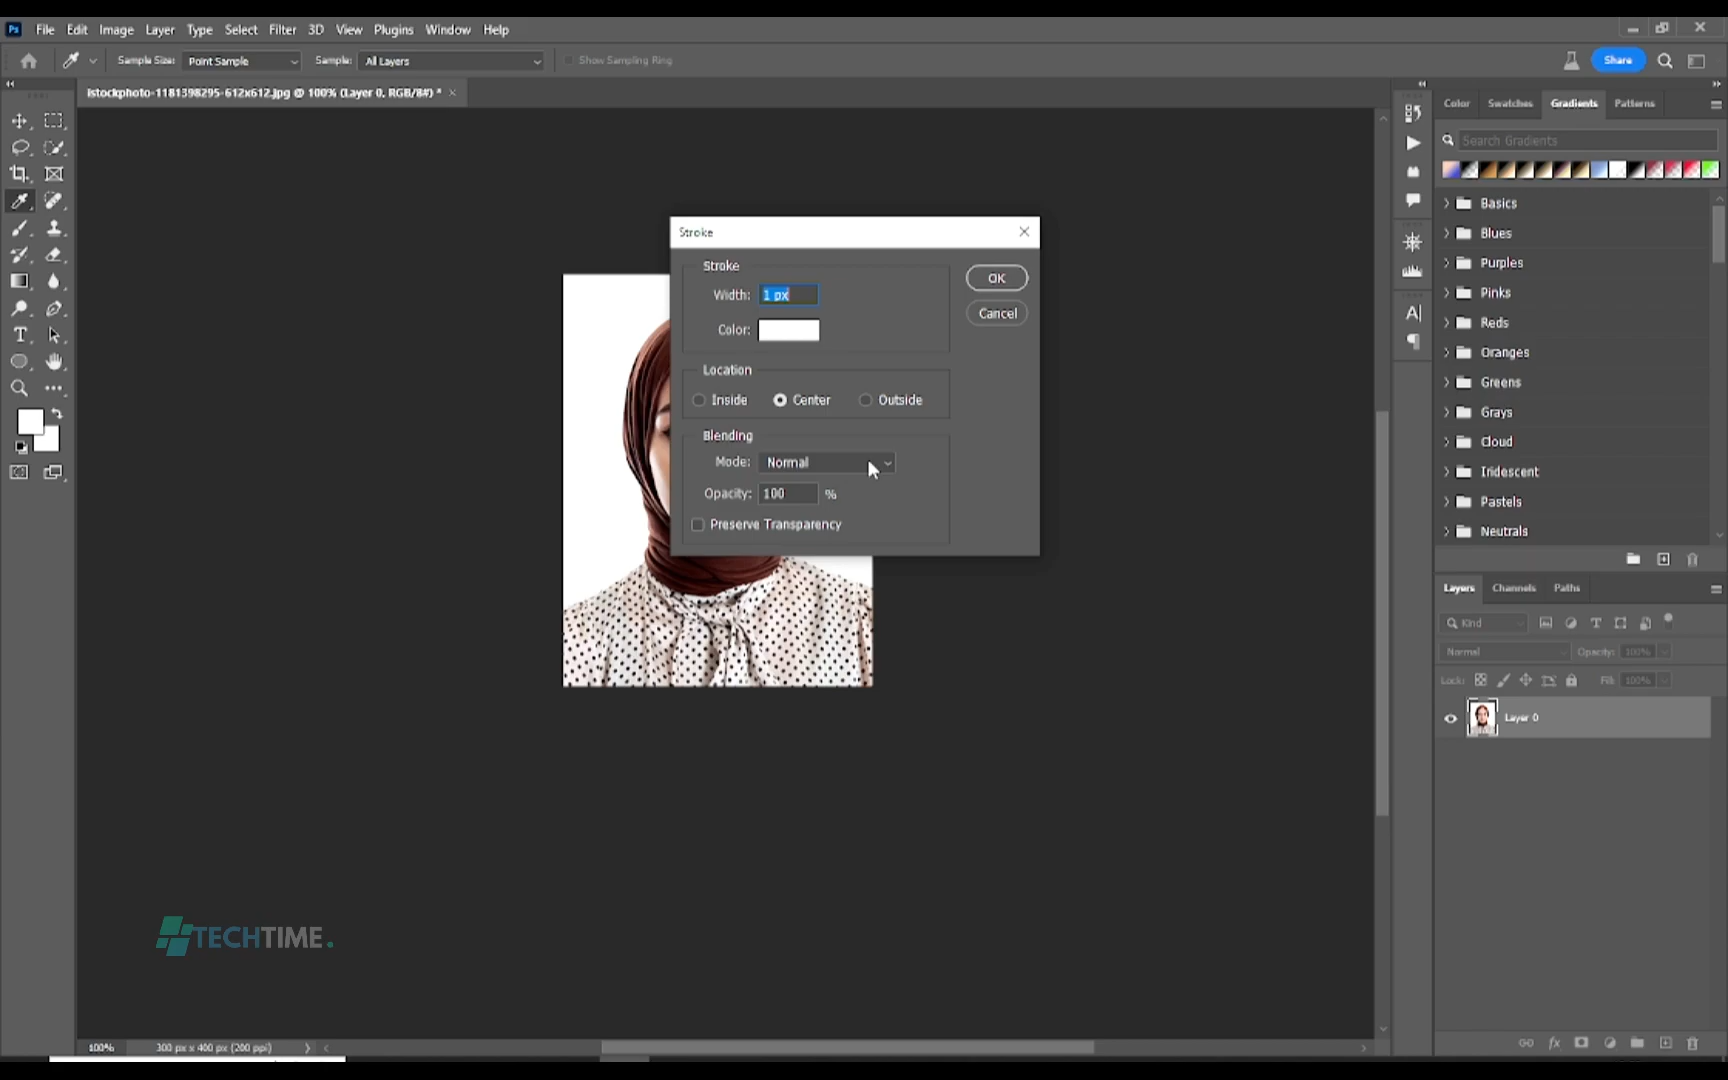 Ps File Edit Image Layer Type Select Filter 3D View Plugins Window Help
Sample Size: Point Sample Sample: All Layers Show Sampling Ring Share
istockphoto-1181398295-612x612.jpg @ 100% (Layer 0, RGB/8#) *
Color Swatches Gradients Patterns
Search Gradients
Basics
Blues
Purples
Pinks
Reds
Oranges
Greens
Grays
Cloud
Iridescent
Pastels
Neutrals
Stroke
Stroke
Width: 1 px
Color:
OK
Cancel
Location
Inside Center Outside
Blending
Mode: Normal
Opacity: 100 %
Preserve Transparency
Layers Channels Paths
Kind
Normal Opacity: 100%
Lock: Fill: 100%
Layer 0
TECHTIME.
100% 300 px x 400 px (200 ppi)